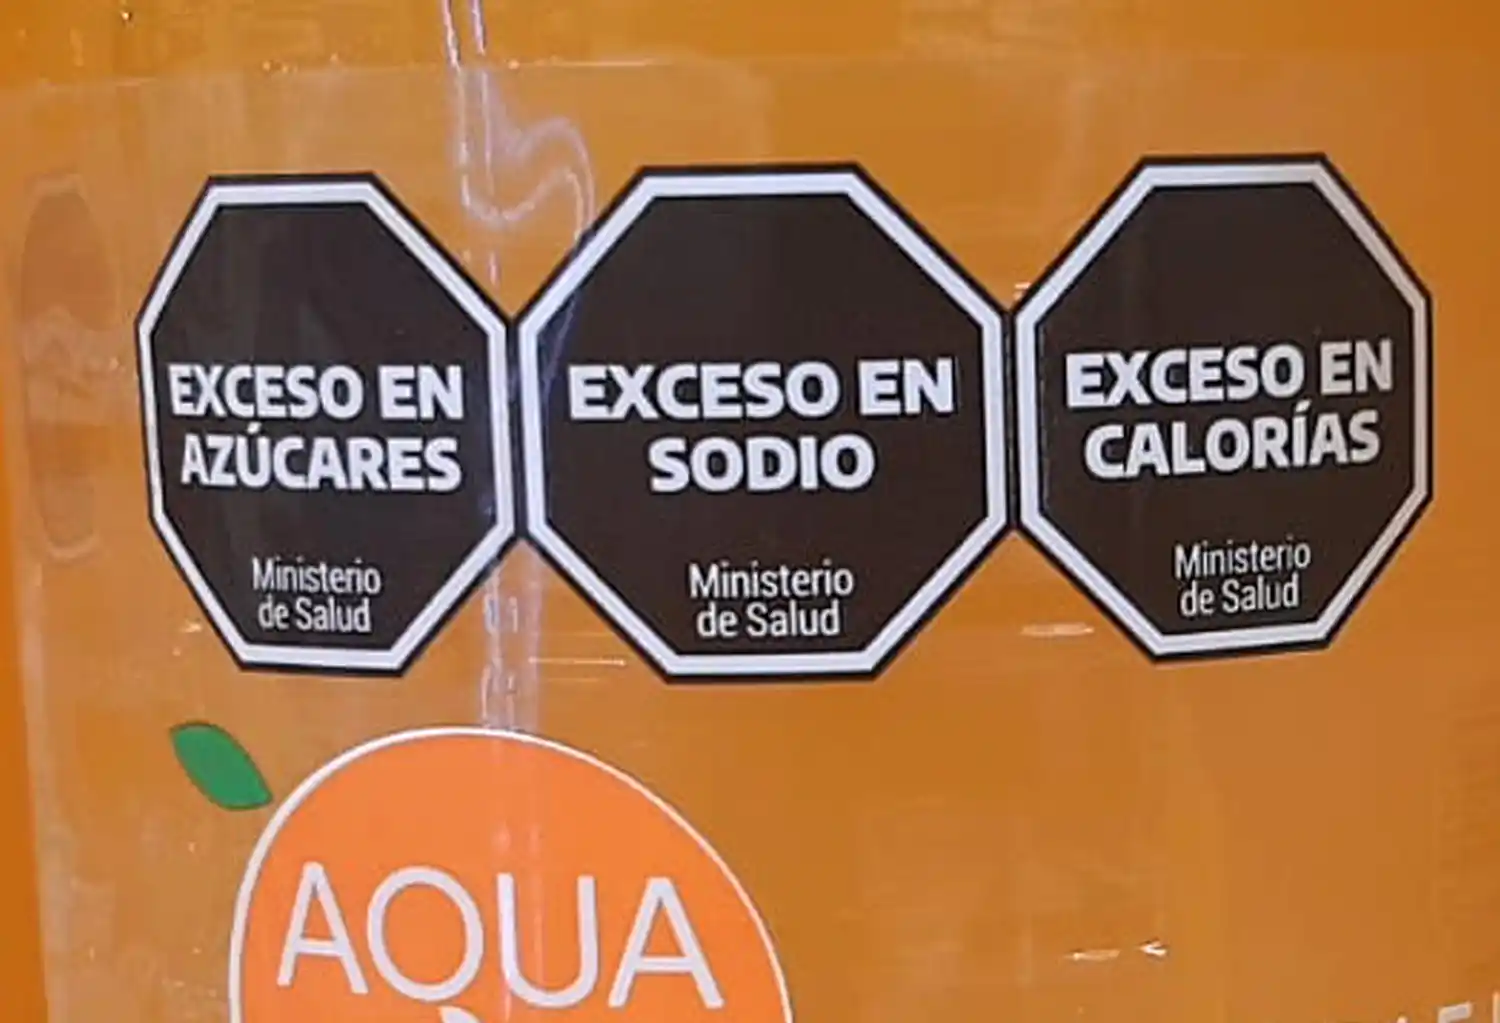 EXCESO EN
AZÚCARES
Ministerio
de Salud
EXCESO EN
SODIO
Ministerio
de Salud
EXCESO EN
CALORÍAS
Ministerio
de Salud
AQUA